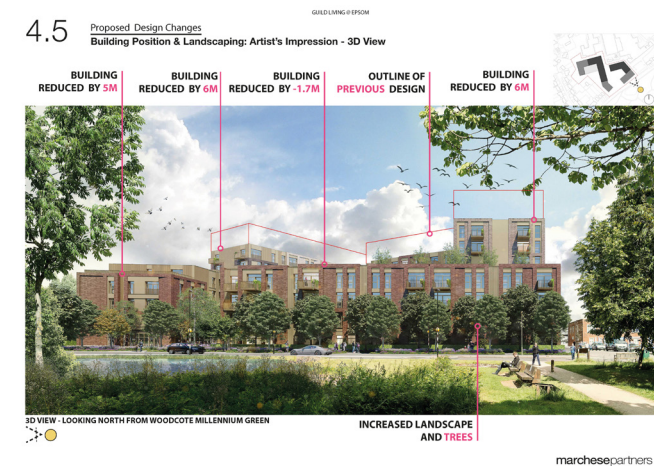 GUILD LIVING @ EPSOM
4.5
Proposed Design Changes
Building Position & Landscaping: Artist's Impression - 3D View
BUILDING
REDUCED BY 5M
BUILDING
REDUCED BY 6M
BUILDING
REDUCED BY -1.7M
OUTLINE OF
PREVIOUS DESIGN
BUILDING
REDUCED BY 6M
3D VIEW - LOOKING NORTH FROM WOODCOTE MILLENNIUM GREEN
INCREASED LANDSCAPE
AND TREES
marchesepartners